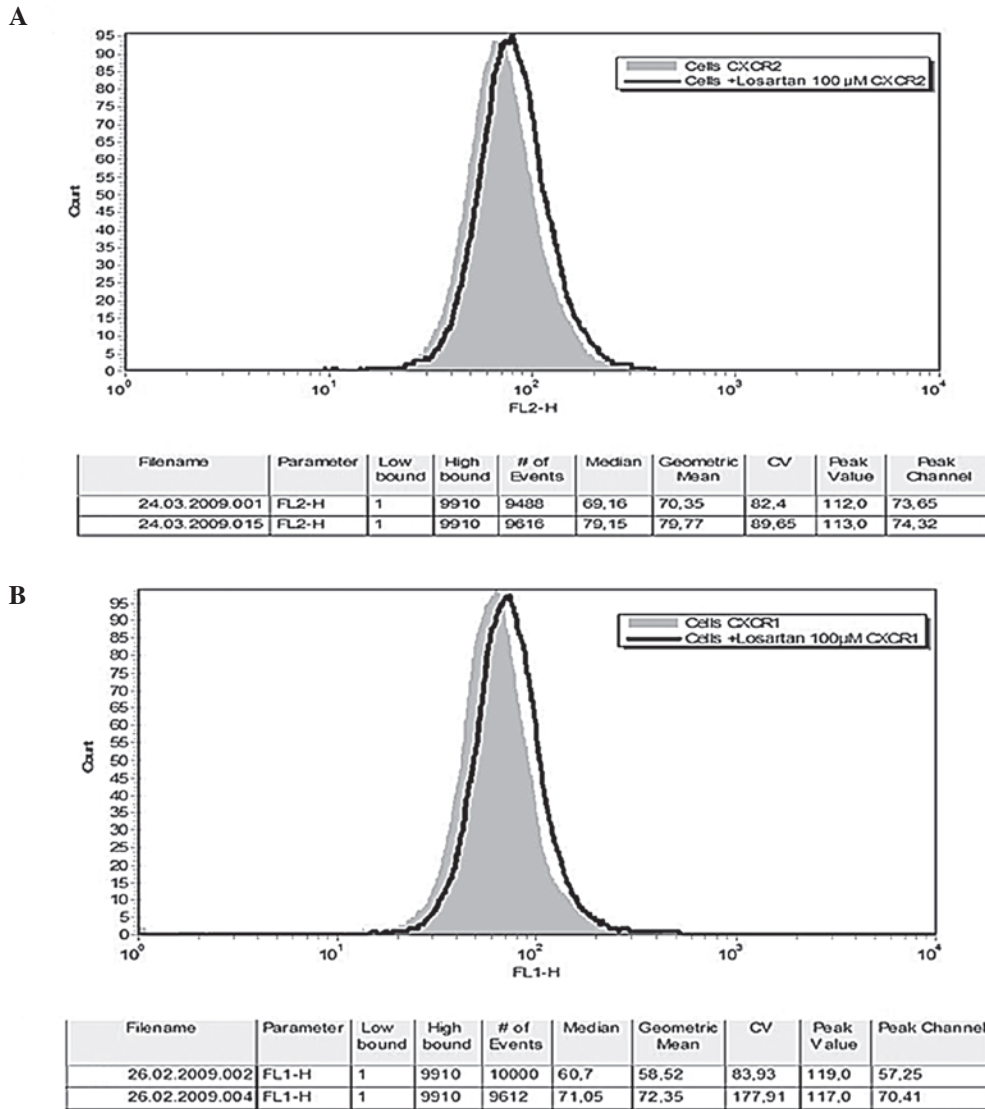 A
Cells CXCR2
Cells +Losartan 100 µM CXCR2
95
90
85
80
75
70
65
60
55
50
45
40
35
30
25
20
15
10
5
0
Count
10⁰ 10¹ 10² 10³ 10⁴
FL2-H
Filename Parameter Low bound High bound # of Events Median Geometric Mean CV Peak Value Peak Channel
24.03.2009.001 FL2-H 1 9910 9488 69,16 70,35 82,4 112,0 73,65
24.03.2009.015 FL2-H 1 9910 9616 79,15 79,77 89,65 113,0 74,32
B
Cells CXCR1
Cells +Losartan 100µM CXCR1
95
90
85
80
75
70
65
60
55
50
45
40
35
30
25
20
15
10
5
0
Count
10⁰ 10¹ 10² 10³ 10⁴
FL1-H
Filename Parameter Low bound High bound # of Events Median Geometric Mean CV Peak Value Peak Channel
26.02.2009.002 FL1-H 1 9910 10000 60,7 58,52 83,93 119,0 57,25
26.02.2009.004 FL1-H 1 9910 9612 71,05 72,35 177,91 117,0 70,41